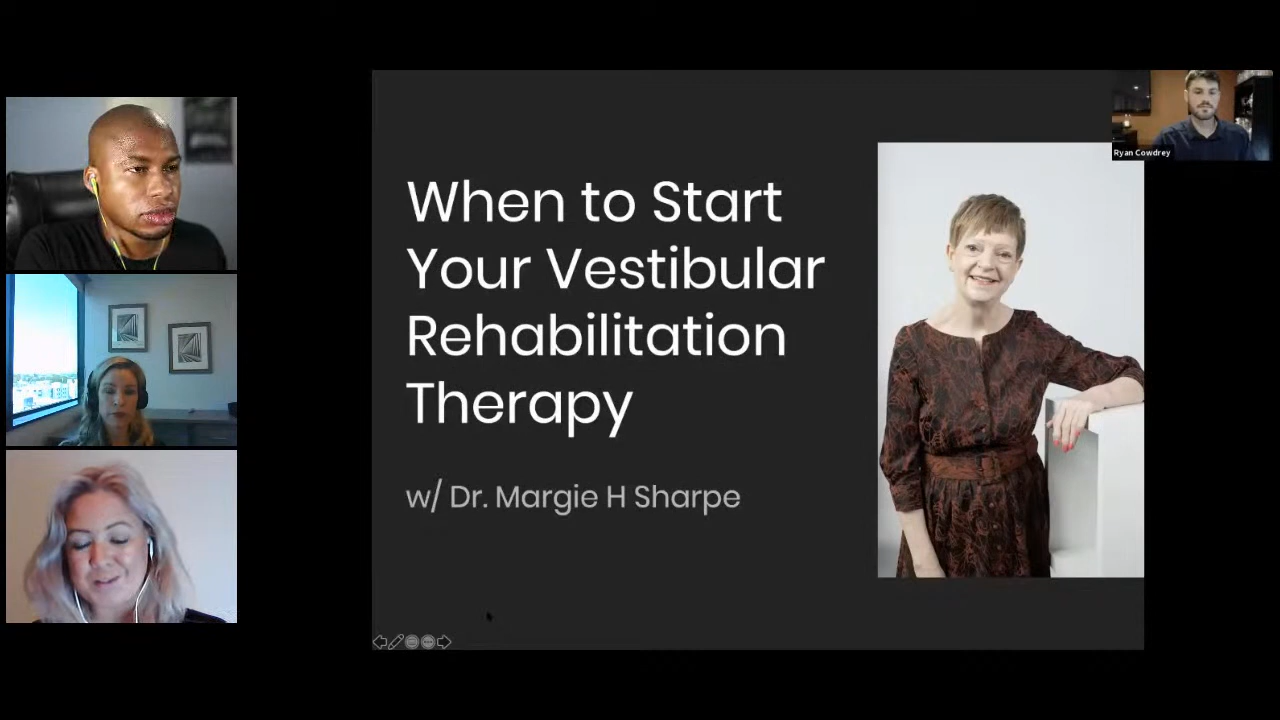 When to Start
Your Vestibular
Rehabilitation
Therapy
w/ Dr. Margie H Sharpe
Ryan Cowdrey